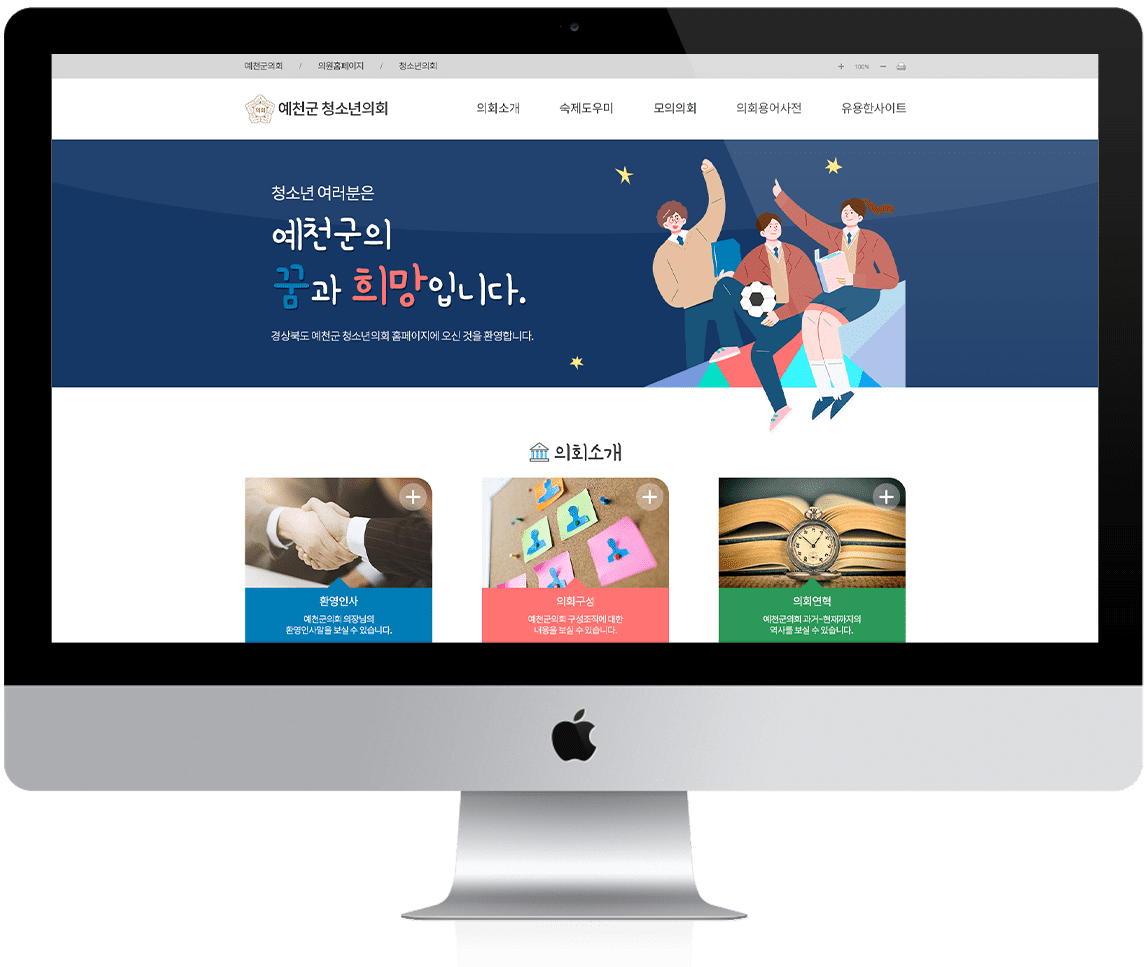 예천군의회 / 의원홈페이지 / 청소년의회
+ 100% −
의회 예천군 청소년의회
의회소개 숙제도우미 모의의회 의회용어사전 유용한사이트
청소년 여러분은
예천군의
꿈과 희망입니다.
경상북도 예천군 청소년의회 홈페이지에 오신 것을 환영합니다.
의회소개
환영인사
예천군의회 의장님의
환영인사말을 보실 수 있습니다.
의회구성
예천군의회 구성조직에 대한
내용을 보실 수 있습니다.
의회연혁
예천군의회 과거~현재까지의
역사를 보실 수 있습니다.